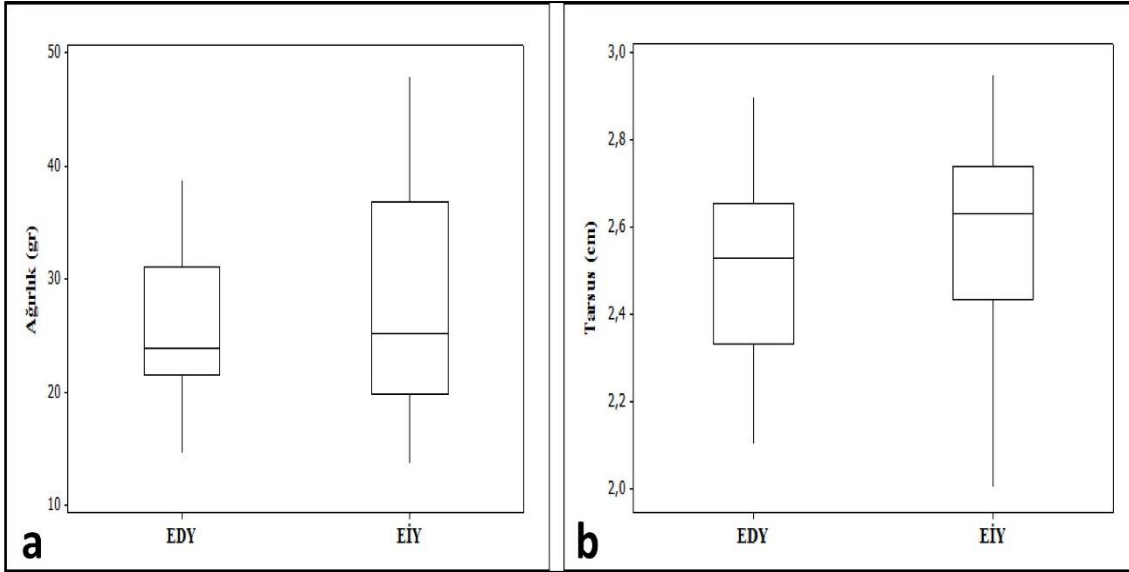 50
40
30
20
10
Ağırlık (gr)
EDY
EİY
a
3,0
2,8
2,6
2,4
2,2
2,0
Tarsus (cm)
EDY
EİY
b